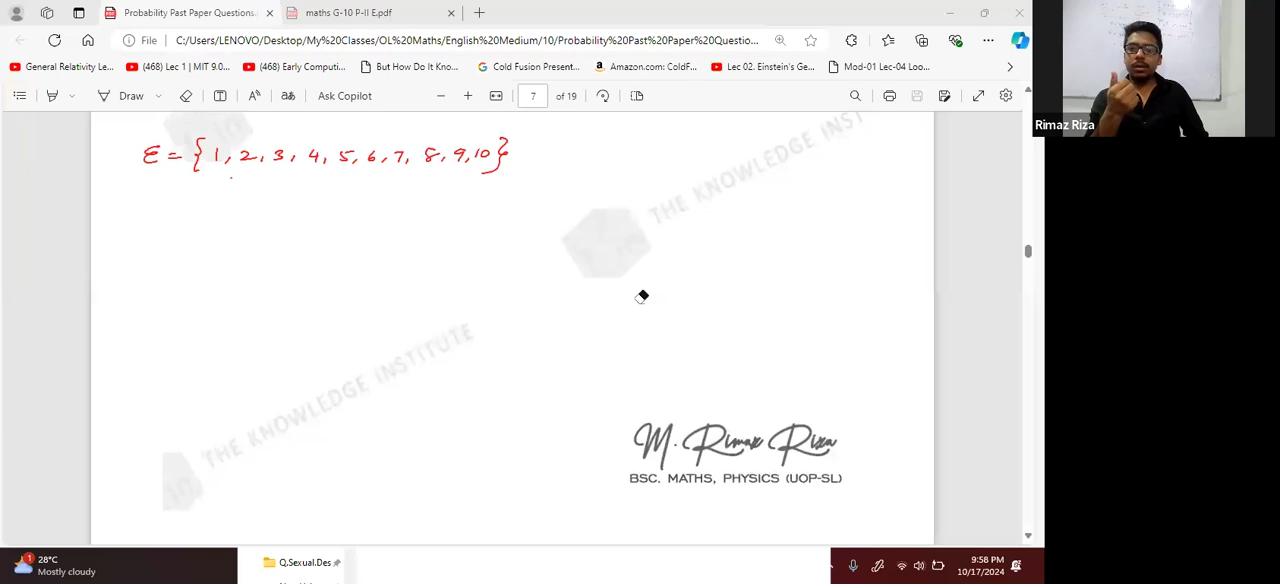 Probability Past Paper Questions.
maths G-10 P-II E.pdf
File
C:/Users/LENOVO/Desktop/My%20Classes/OL%20Maths/English%20Medium/10/Probability%20Past%20Paper%20Questio...
General Relativity Le...
(468) Lec 1 | MIT 9.0...
(468) Early Computi...
But How Do It Kno...
Cold Fusion Present...
Amazon.com: ColdF...
Lec 02. Einstein's Ge...
Mod-01 Lec-04 Loo...
Draw
Ask Copilot
7 of 19
Rimaz Riza
ε = { 1, 2, 3, 4, 5, 6, 7, 8, 9, 10 }
THE KNOWLEDGE INST
THE KNOWLEDGE INSTITUTE
M. Rimaz Riza
BSC. MATHS, PHYSICS (UOP-SL)
1
28°C
Mostly cloudy
Q.Sexual.Des
9:58 PM
10/17/2024